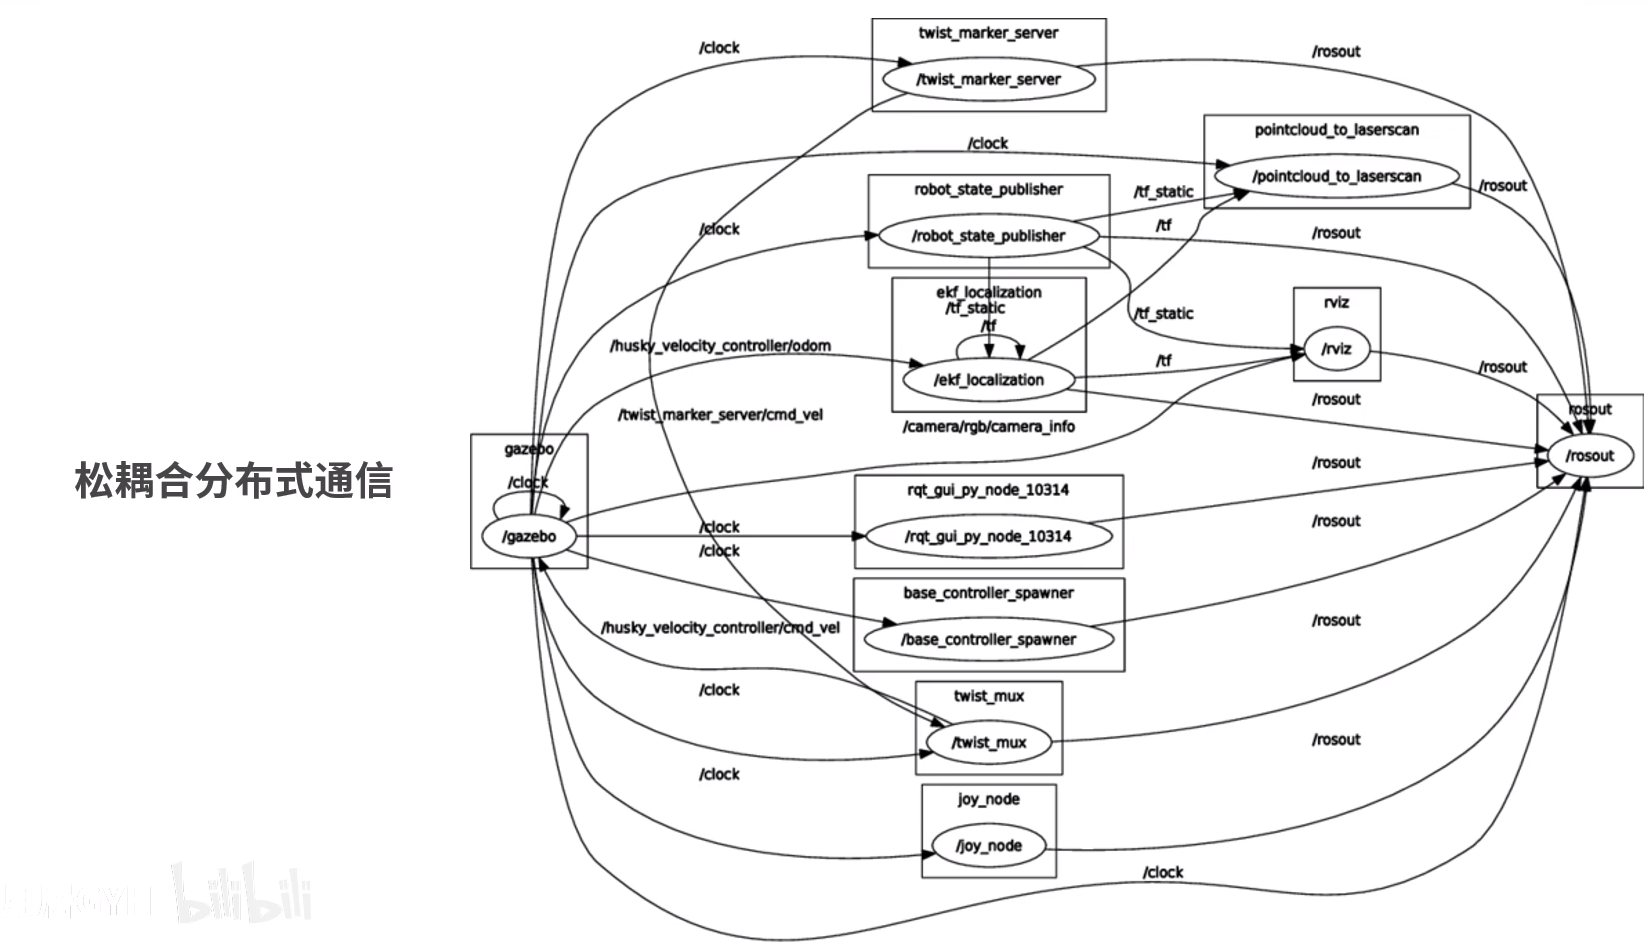 松耦合分布式通信
twist_marker_server
/twist_marker_server
/clock
/rosout
pointcloud_to_laserscan
/pointcloud_to_laserscan
/clock
/rosout
robot_state_publisher
/robot_state_publisher
/tf_static
/tf
/clock
/rosout
ekf_localization
/tf_static
/tf
/ekf_localization
/husky_velocity_controller/odom
/tf_static
/tf
rviz
/rviz
/rosout
/rosout
/twist_marker_server/cmd_vel
/camera/rgb/camera_info
rosout
/rosout
gazebo
/clock
/gazebo
rqt_gui_py_node_10314
/rqt_gui_py_node_10314
/clock
/rosout
/clock
/rosout
base_controller_spawner
/base_controller_spawner
/husky_velocity_controller/cmd_vel
/rosout
twist_mux
/twist_mux
/clock
/rosout
joy_node
/joy_node
/clock
/clock
bilibili